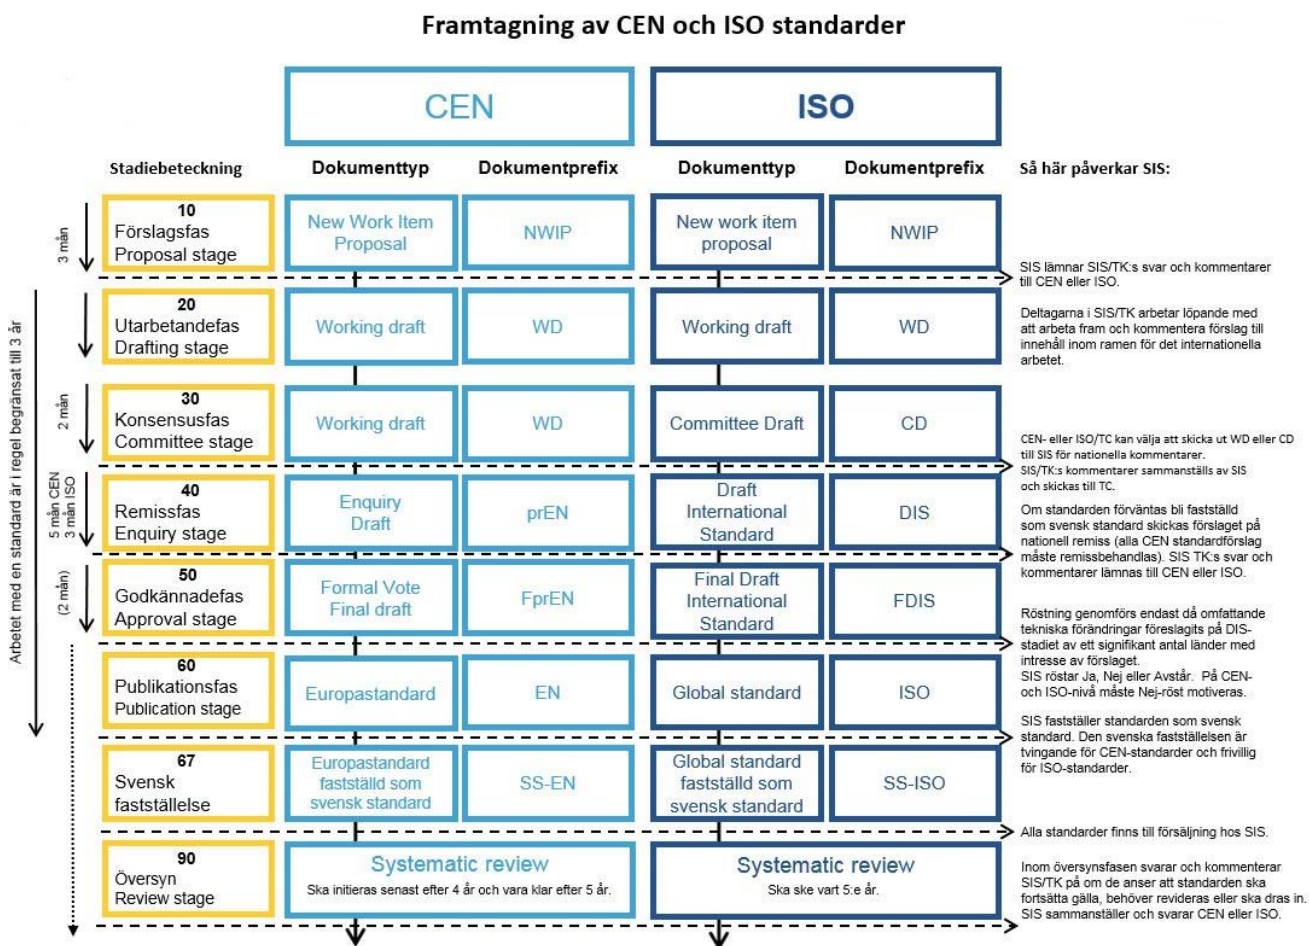 Framtagning av CEN och ISO standarder
CEN
ISO
Stadiebeteckning
Dokumenttyp
Dokumentprefix
Dokumenttyp
Dokumentprefix
Så här påverkar SIS:
Arbetet med en standard är i regel begränsat till 3 år
3 mån
10
Förslagsfas
Proposal stage
New Work Item
Proposal
NWIP
New work item
proposal
NWIP
SIS lämnar SIS/TK:s svar och kommentarer
till CEN eller ISO.
20
Utarbetandefas
Drafting stage
Working draft
WD
Working draft
WD
Deltagarna i SIS/TK arbetar löpande med
att arbeta fram och kommentera förslag till
innehåll inom ramen för det internationella
arbetet.
2 mån
30
Konsensusfas
Committee stage
Working draft
WD
Committee Draft
CD
CEN- eller ISO/TC kan välja att skicka ut WD eller CD
till SIS för nationella kommentarer.
SIS/TK:s kommentarer sammanställs av SIS
och skickas till TC.
5 mån CEN
3 mån ISO
40
Remissfas
Enquiry stage
Enquiry
Draft
prEN
Draft
International
Standard
DIS
Om standarden förväntas bli fastställd
som svensk standard skickas förslaget på
nationell remiss (alla CEN standardförslag
måste remissbehandlas). SIS TK:s svar och
kommentarer lämnas till CEN eller ISO.
(2 mån)
50
Godkännadefas
Approval stage
Formal Vote
Final draft
FprEN
Final Draft
International
Standard
FDIS
Röstning genomförs endast då omfattande
tekniska förändringar föreslagits på DIS-
stadiet av ett signifikant antal länder med
intresse av förslaget.
SIS röstar Ja, Nej eller Avstår. På CEN-
och ISO-nivå måste Nej-röst motiveras.
60
Publikationsfas
Publication stage
Europastandard
EN
Global standard
ISO
SIS fastställer standarden som svensk
standard. Den svenska fastställelsen är
tvingande för CEN-standarder och frivillig
för ISO-standarder.
67
Svensk
fastställelse
Europastandard
fastställd som
svensk standard
SS-EN
Global standard
fastställd som
svensk standard
SS-ISO
Alla standarder finns till försäljning hos SIS.
90
Översyn
Review stage
Systematic review
Ska initieras senast efter 4 år och vara klar efter 5 år.
Systematic review
Ska ske vart 5:e år.
Inom översynsfasen svarar och kommenterar
SIS/TK på om de anser att standarden ska
fortsätta gälla, behöver revideras eller ska dras in.
SIS sammanställer och svarar CEN eller ISO.